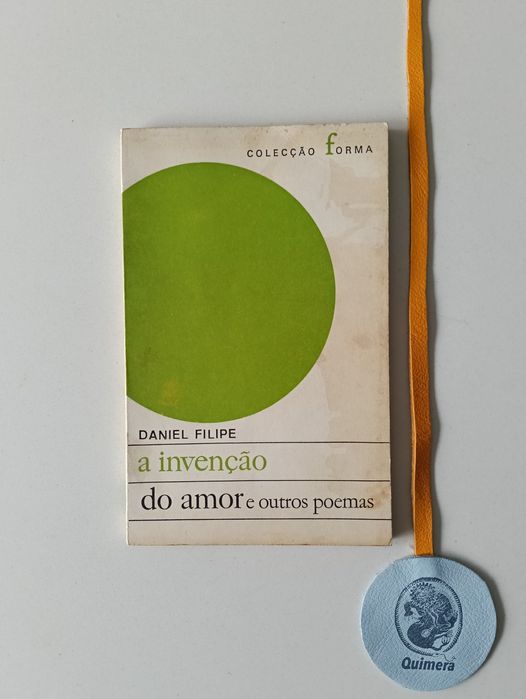 COLECÇÃO FORMA
DANIEL FILIPE
a invenção
do amor e outros poemas
Quimera